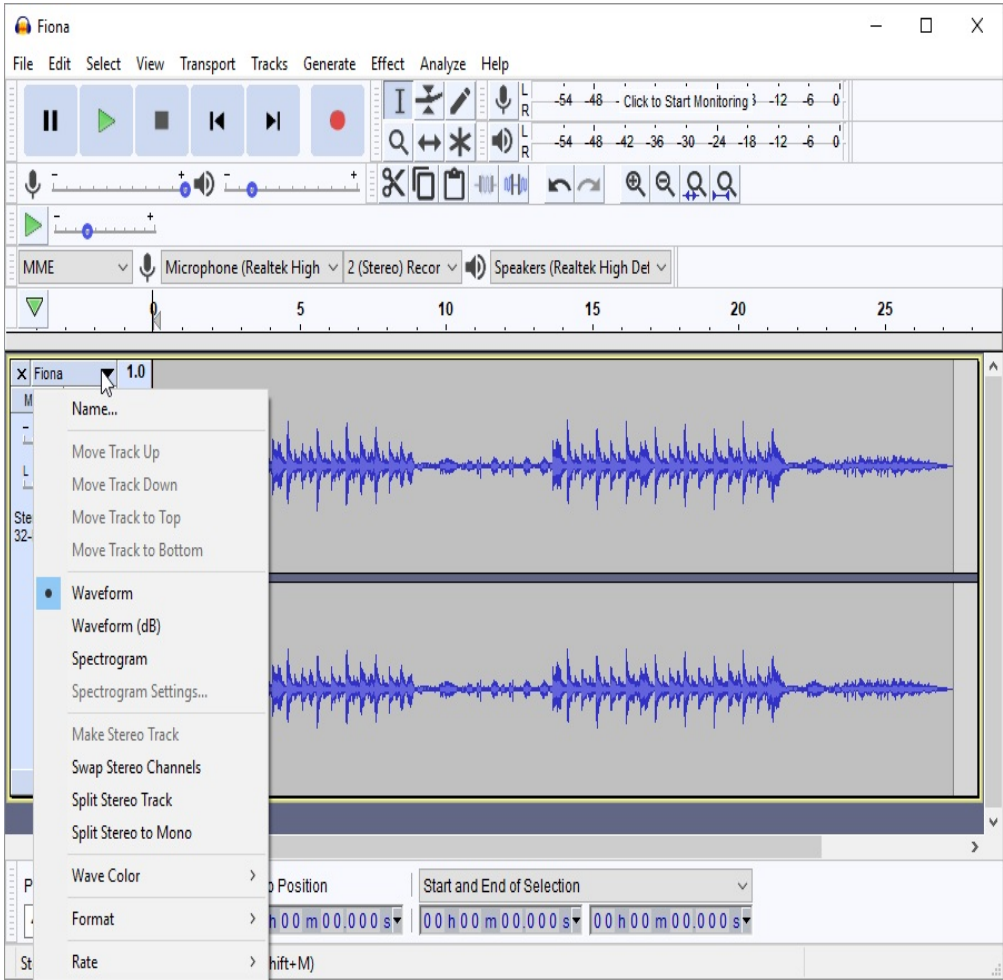 Fiona
File Edit Select View Transport Tracks Generate Effect Analyze Help
L
R
-54 -48 - Click to Start Monitoring -12 -6 0
L
R
-54 -48 -42 -36 -30 -24 -18 -12 -6 0
- +
- +
- +
MME Microphone (Realtek High 2 (Stereo) Recor Speakers (Realtek High Def
0 5 10 15 20 25
X Fiona 1.0
M
-
L
Ste
32-
Name...
Move Track Up
Move Track Down
Move Track to Top
Move Track to Bottom
Waveform
Waveform (dB)
Spectrogram
Spectrogram Settings...
Make Stereo Track
Swap Stereo Channels
Split Stereo Track
Split Stereo to Mono
Wave Color
Format
Rate
P Position Start and End of Selection
h 00 m 00.000 s 00 h 00 m 00.000 s 00 h 00 m 00.000 s
St hift+M)